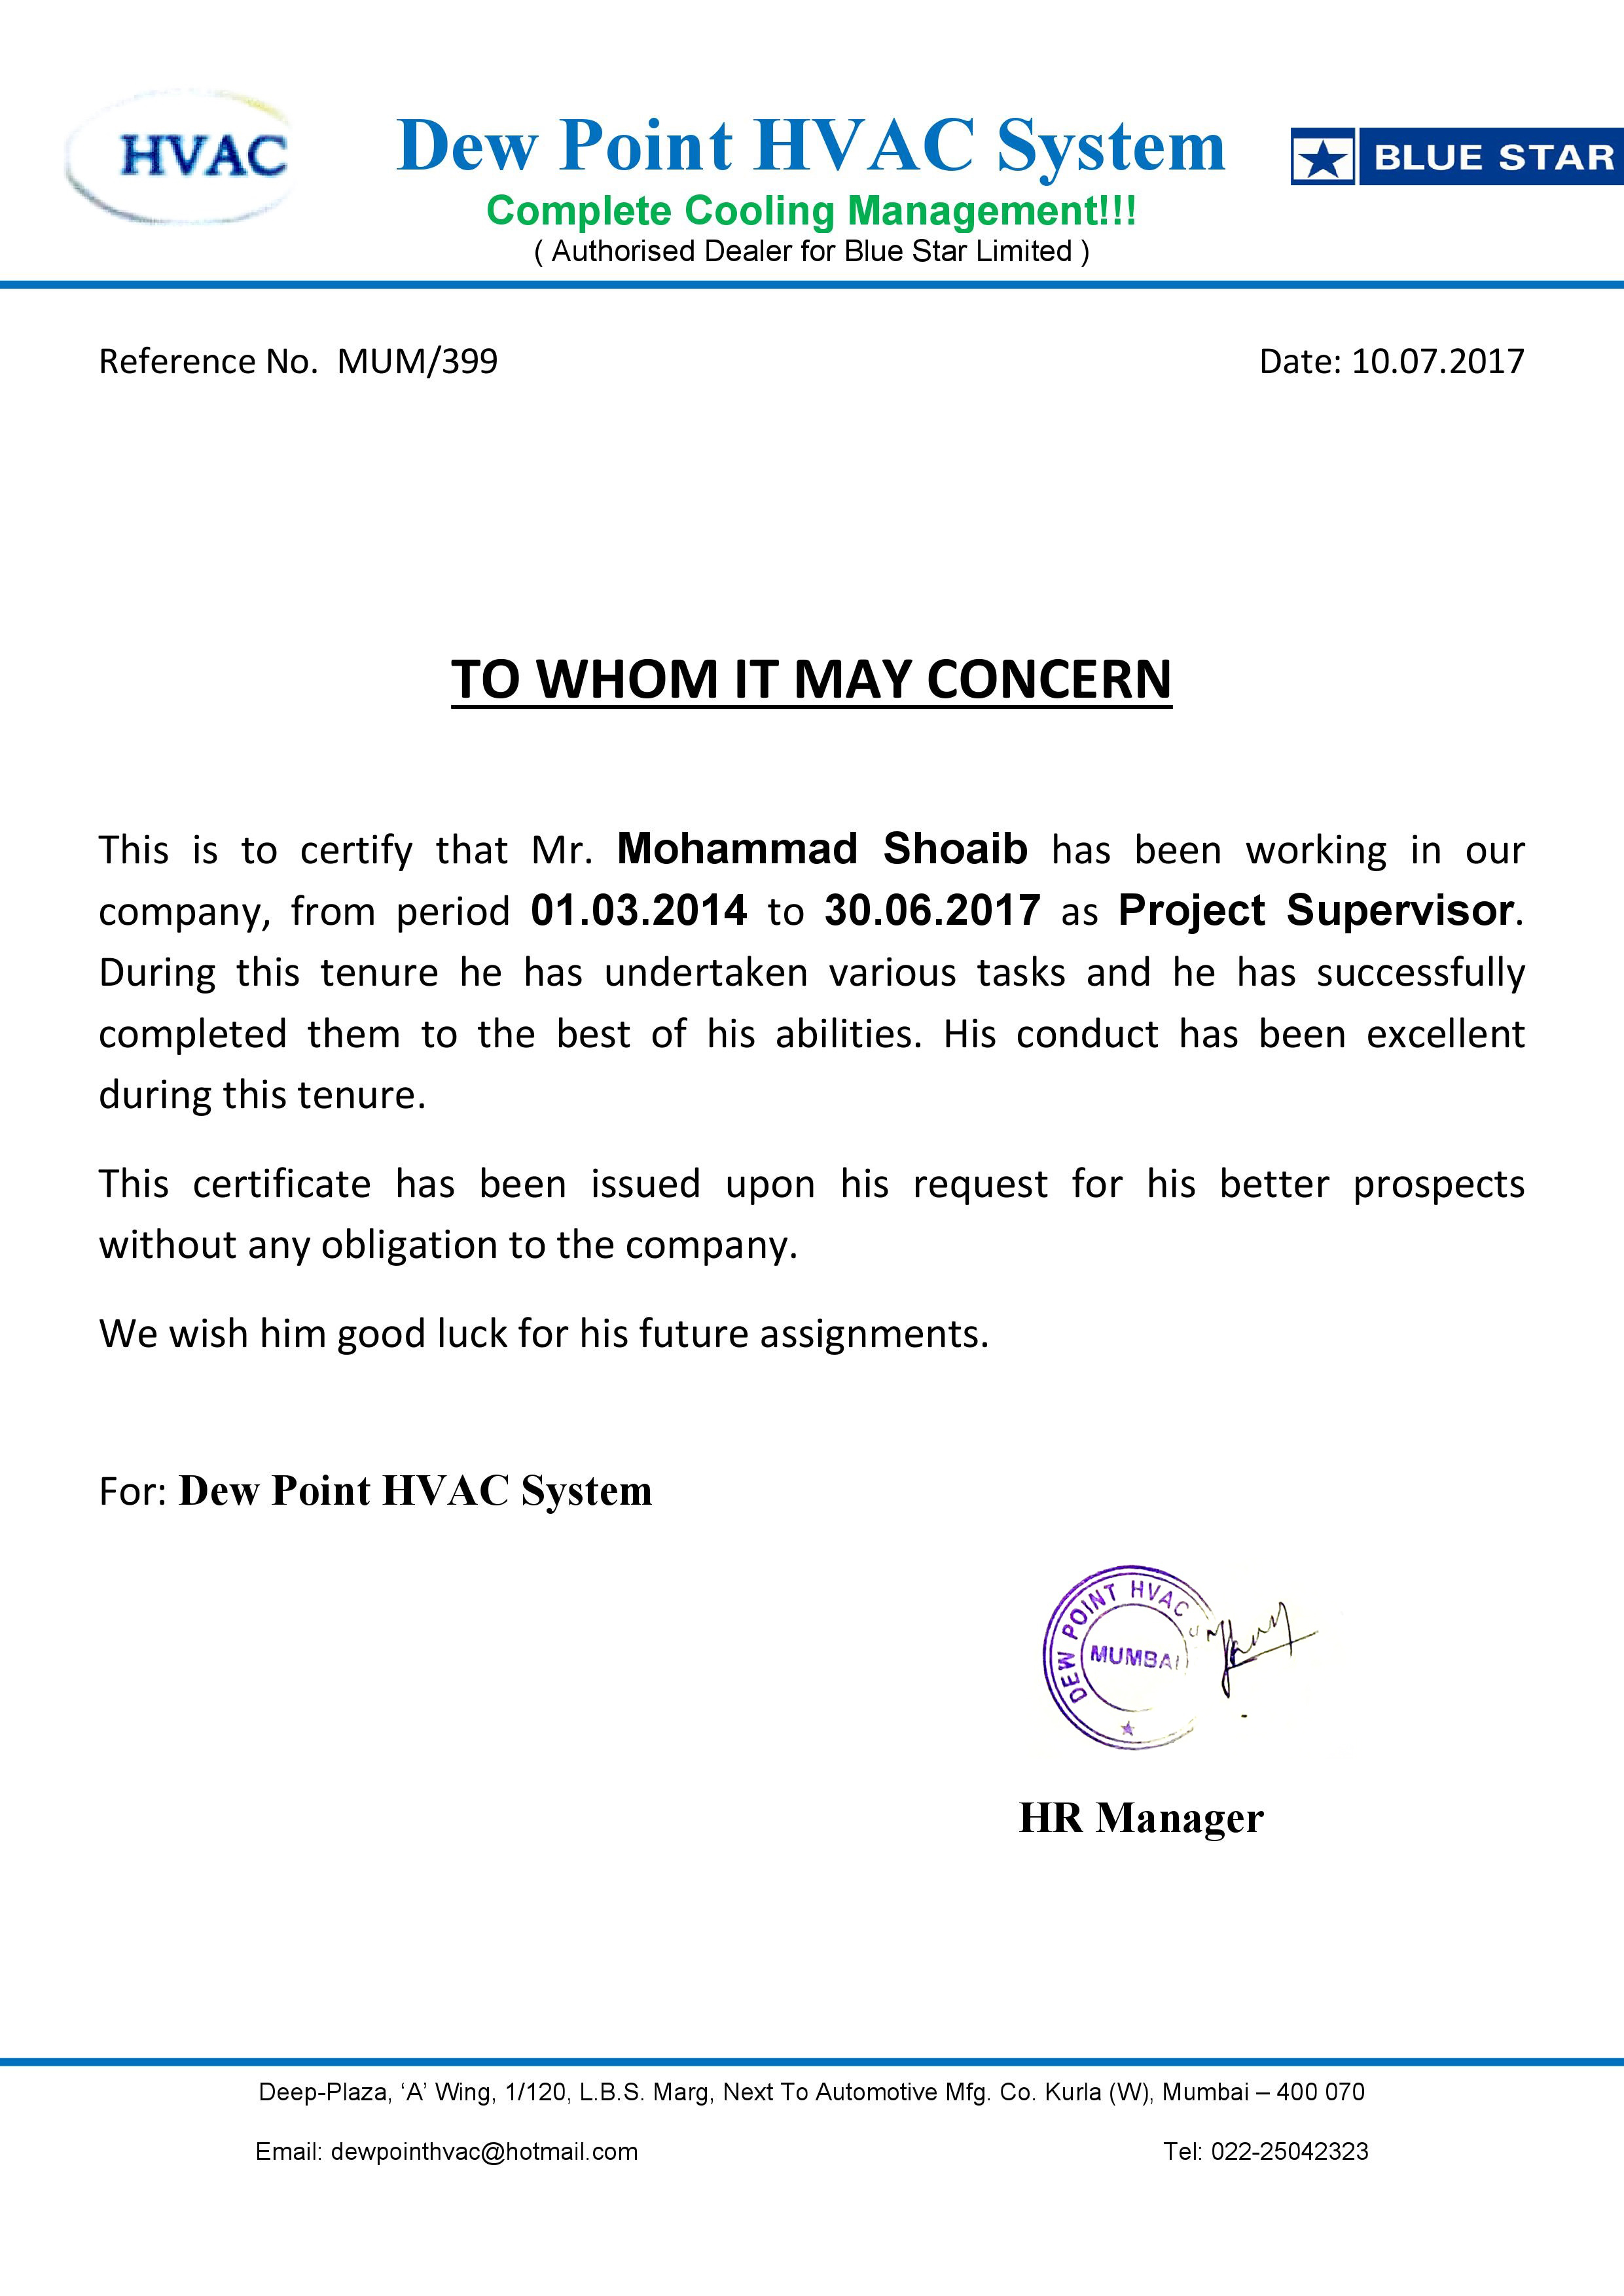 HVAC
Dew Point HVAC System
BLUE STAR
Complete Cooling Management!!!
( Authorised Dealer for Blue Star Limited )
Reference No. MUM/399
Date: 10.07.2017
TO WHOM IT MAY CONCERN
This is to certify that Mr. Mohammad Shoaib has been working in our
company, from period 01.03.2014 to 30.06.2017 as Project Supervisor.
During this tenure he has undertaken various tasks and he has successfully
completed them to the best of his abilities. His conduct has been excellent
during this tenure.
This certificate has been issued upon his request for his better prospects
without any obligation to the company.
We wish him good luck for his future assignments.
For: Dew Point HVAC System
DEW POINT HVAC
MUMBAI
HR Manager
Deep-Plaza, ‘A’ Wing, 1/120, L.B.S. Marg, Next To Automotive Mfg. Co. Kurla (W), Mumbai – 400 070
Email: dewpointhvac@hotmail.com
Tel: 022-25042323